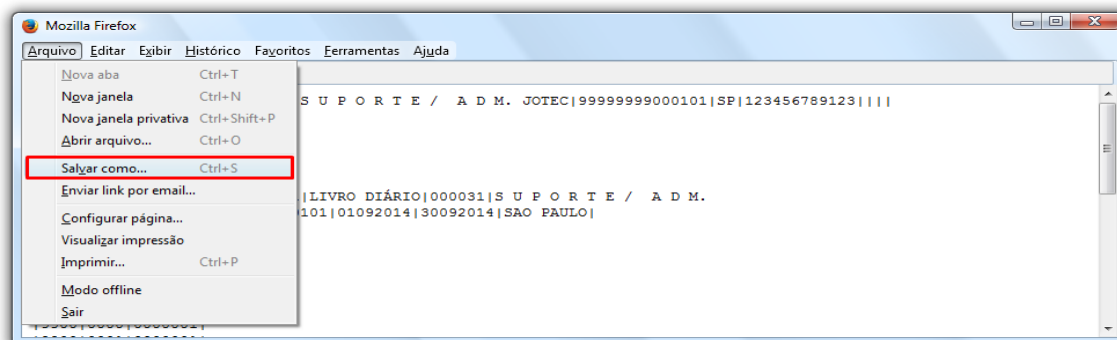 Mozilla Firefox
Arquivo Editar Exibir Histórico Favoritos Ferramentas Ajuda
Nova aba Ctrl+T
Nova janela Ctrl+N
S U P O R T E / A D M. JOTEC|99999999000101|SP|123456789123||||
Nova janela privativa Ctrl+Shift+P
Abrir arquivo... Ctrl+O
Salvar como... Ctrl+S
Enviar link por email...
|LIVRO DIÁRIO|000031|S U P O R T E / A D M.
Configurar página...
101|01092014|30092014|SAO PAULO|
Visualizar impressão
Imprimir... Ctrl+P
Modo offline
Sair